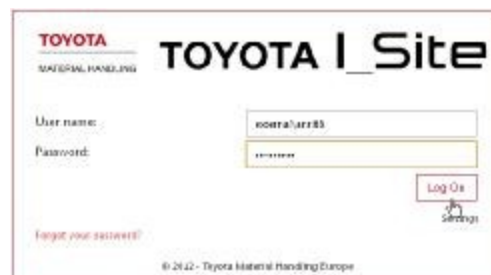 TOYOTA
MATERIAL HANDLING
TOYOTA I_Site
User name:
Password:
Log On
Settings
Forgot your password?
© 2012 - Toyota Material Handling Europe